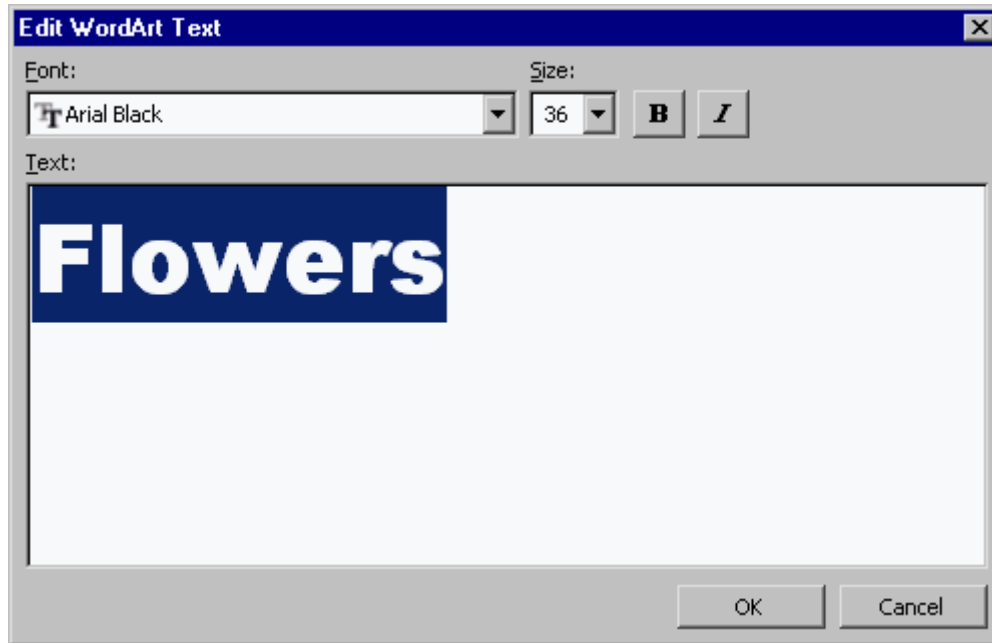 Edit WordArt Text
Font: Size:
Arial Black 36 B I
Text:
Flowers
OK Cancel